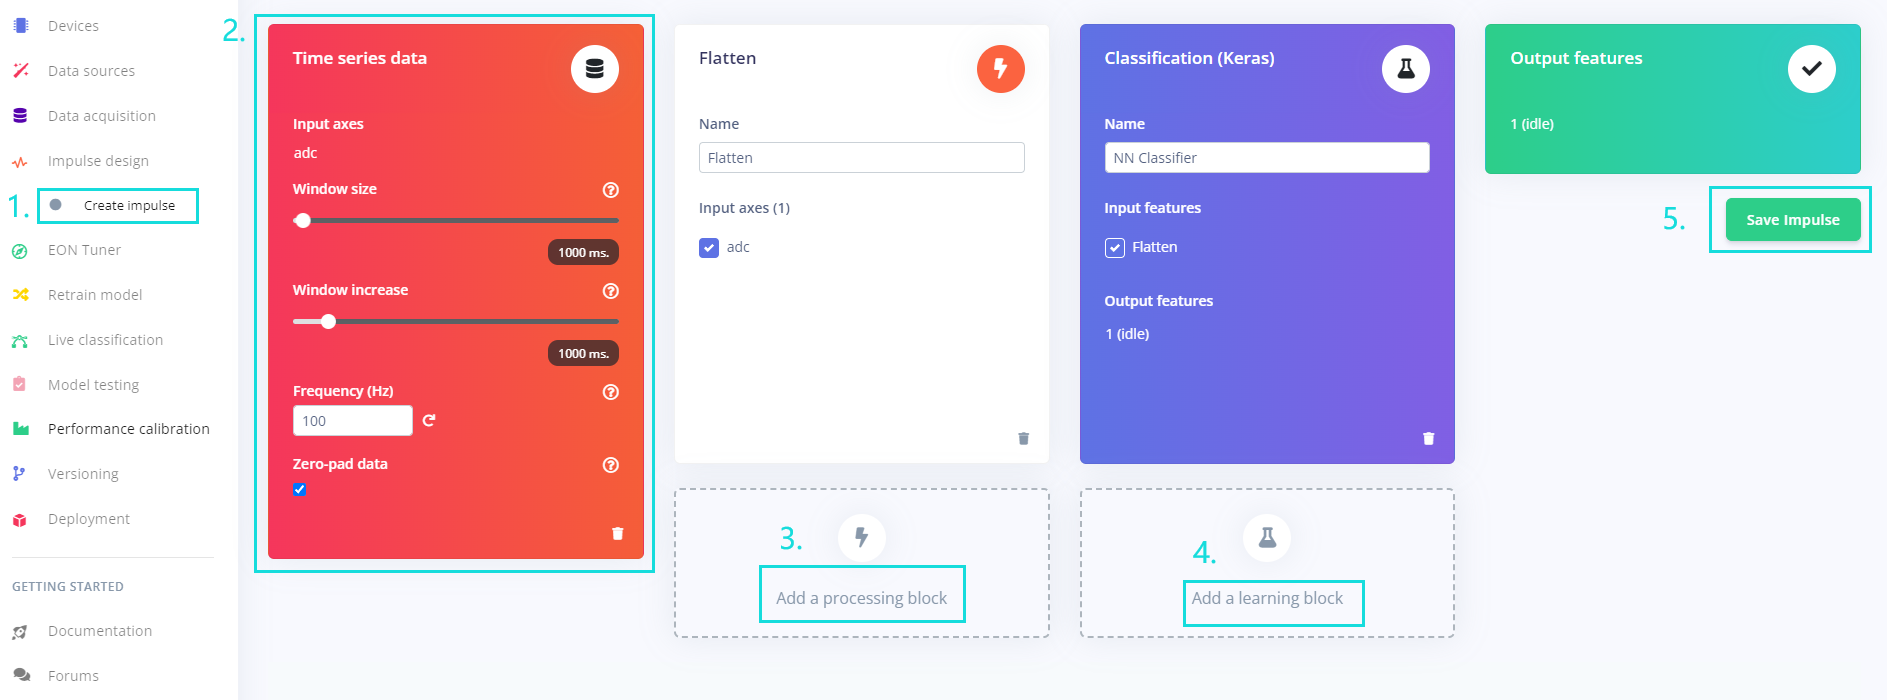 Devices
Data sources
Data acquisition
Impulse design
1.
Create impulse
EON Tuner
Retrain model
Live classification
Model testing
Performance calibration
Versioning
Deployment
GETTING STARTED
Documentation
Forums
2.
Time series data
Input axes
adc
Window size
1000 ms.
Window increase
1000 ms.
Frequency (Hz)
100
Zero-pad data
Flatten
Name
Flatten
Input axes (1)
adc
3.
Add a processing block
Classification (Keras)
Name
NN Classifier
Input features
Flatten
Output features
1 (idle)
4.
Add a learning block
Output features
1 (idle)
5.
Save Impulse